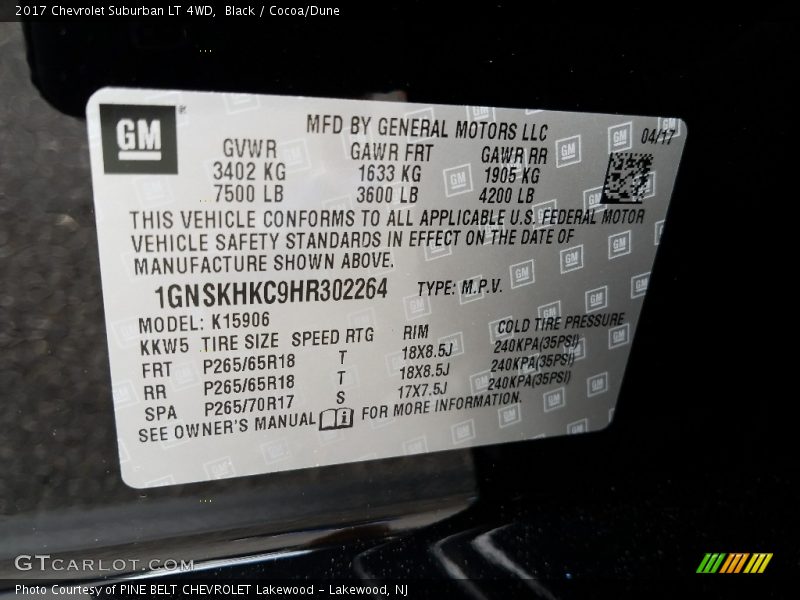 2017 Chevrolet Suburban LT 4WD, Black / Cocoa/Dune
GM
MFD BY GENERAL MOTORS LLC
04/17
GVWR GAWR FRT GAWR RR
3402 KG 1633 KG 1905 KG
7500 LB 3600 LB 4200 LB
THIS VEHICLE CONFORMS TO ALL APPLICABLE U.S. FEDERAL MOTOR
VEHICLE SAFETY STANDARDS IN EFFECT ON THE DATE OF
MANUFACTURE SHOWN ABOVE.
1GNSKHKC9HR302264 TYPE: M.P.V.
MODEL: K15906
KKW5 TIRE SIZE SPEED RTG RIM COLD TIRE PRESSURE
FRT P265/65R18 T 18X8.5J 240KPA(35PSI)
RR P265/65R18 T 18X8.5J 240KPA(35PSI)
SPA P265/70R17 S 17X7.5J 240KPA(35PSI)
SEE OWNER'S MANUAL FOR MORE INFORMATION.
GTCARLOT.COM
Photo Courtesy of PINE BELT CHEVROLET Lakewood - Lakewood, NJ